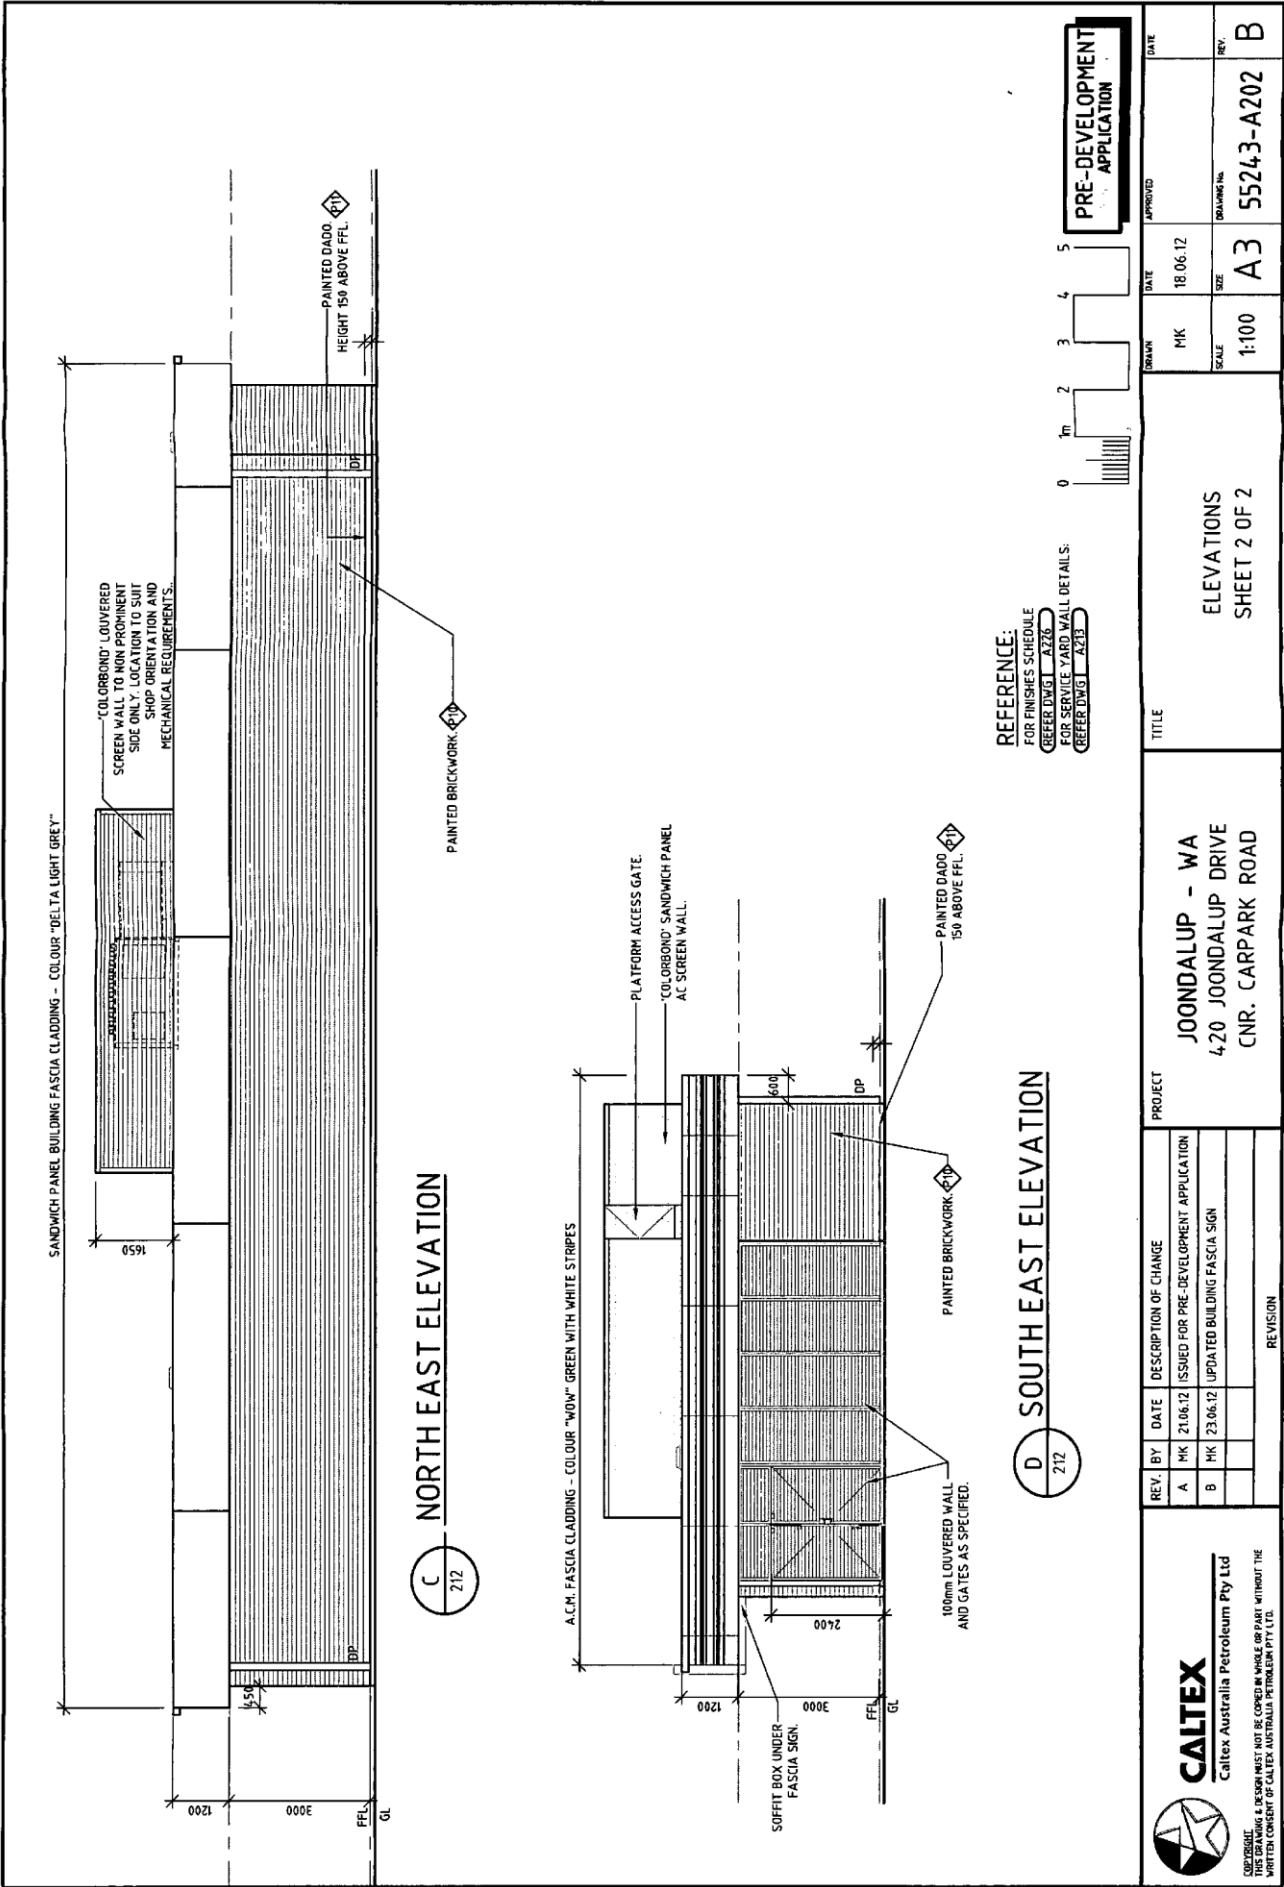 SANDWICH PANEL BUILDING FASCIA CLADDING - COLOUR "DELTA LIGHT GREY"
'COLORBOND' LOUVERED
SCREEN WALL TO NON PROMINENT
SIDE ONLY. LOCATION TO SUIT
SHOP ORIENTATION AND
MECHANICAL REQUIREMENTS.
1650
1200
3000
450
FFL
GL
DP
DP
PAINTED DADO. P11
HEIGHT 150 ABOVE FFL.
PAINTED BRICKWORK. P10
C
212
NORTH EAST ELEVATION
A.C.M. FASCIA CLADDING - COLOUR "WOW" GREEN WITH WHITE STRIPES
PLATFORM ACCESS GATE.
'COLORBOND' SANDWICH PANEL
AC SCREEN WALL.
1200
3000
2400
600
FFL
GL
DP
SOFFIT BOX UNDER
FASCIA SIGN.
100mm LOUVERED WALL
AND GATES AS SPECIFIED.
PAINTED BRICKWORK. P10
PAINTED DADO P11
150 ABOVE FFL.
D
212
SOUTH EAST ELEVATION
REFERENCE:
FOR FINISHES SCHEDULE
REFER DWG A226
FOR SERVICE YARD WALL DETAILS:
REFER DWG A213
0 1m 2 3 4 5
PRE-DEVELOPMENT
APPLICATION
CALTEX
Caltex Australia Petroleum Pty Ltd
COPYRIGHT
THIS DRAWING & DESIGN MUST NOT BE COPIED IN WHOLE OR PART WITHOUT THE
WRITTEN CONSENT OF CALTEX AUSTRALIA PETROLEUM PTY LTD.
REV. BY DATE DESCRIPTION OF CHANGE
A MK 21.06.12 ISSUED FOR PRE-DEVELOPMENT APPLICATION
B MK 23.06.12 UPDATED BUILDING FASCIA SIGN
REVISION
PROJECT
JOONDALUP - WA
420 JOONDALUP DRIVE
CNR. CARPARK ROAD
TITLE
ELEVATIONS
SHEET 2 OF 2
DRAWN DATE APPROVED DATE
MK 18.06.12
SCALE SIZE DRAWING No. REV.
1:100 A3 55243-A202 B